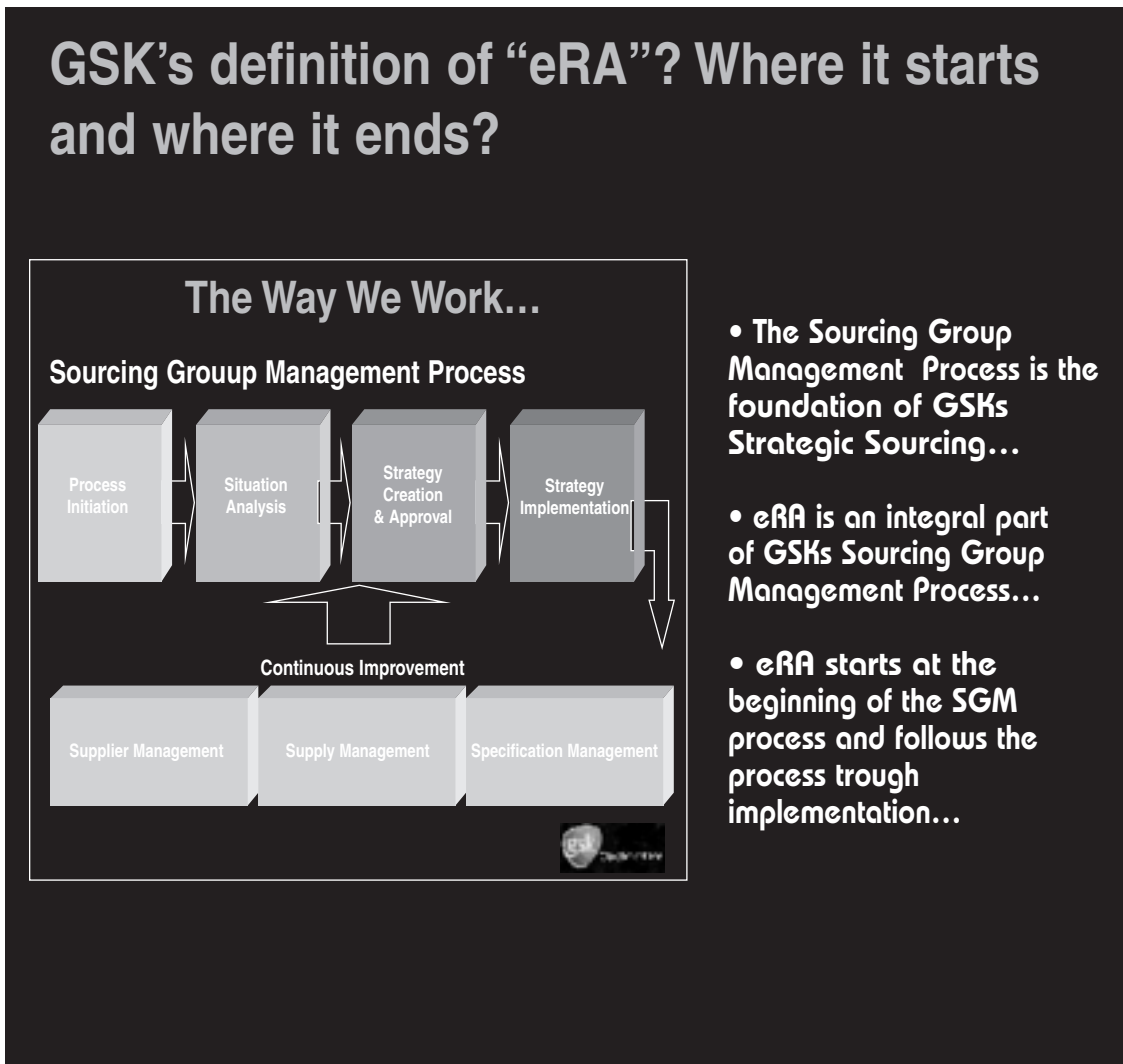 GSK's definition of “eRA”? Where it starts
and where it ends?
The Way We Work…
Sourcing Grouup Management Process
Process
Initiation
Situation
Analysis
Strategy
Creation
& Approval
Strategy
Implementation
Continuous Improvement
Supplier Management
Supply Management
Specification Management
gsk
• The Sourcing Group
Management Process is the
foundation of GSKs
Strategic Sourcing…
• eRA is an integral part
of GSKs Sourcing Group
Management Process…
• eRA starts at the
beginning of the SGM
process and follows the
process trough
implementation…